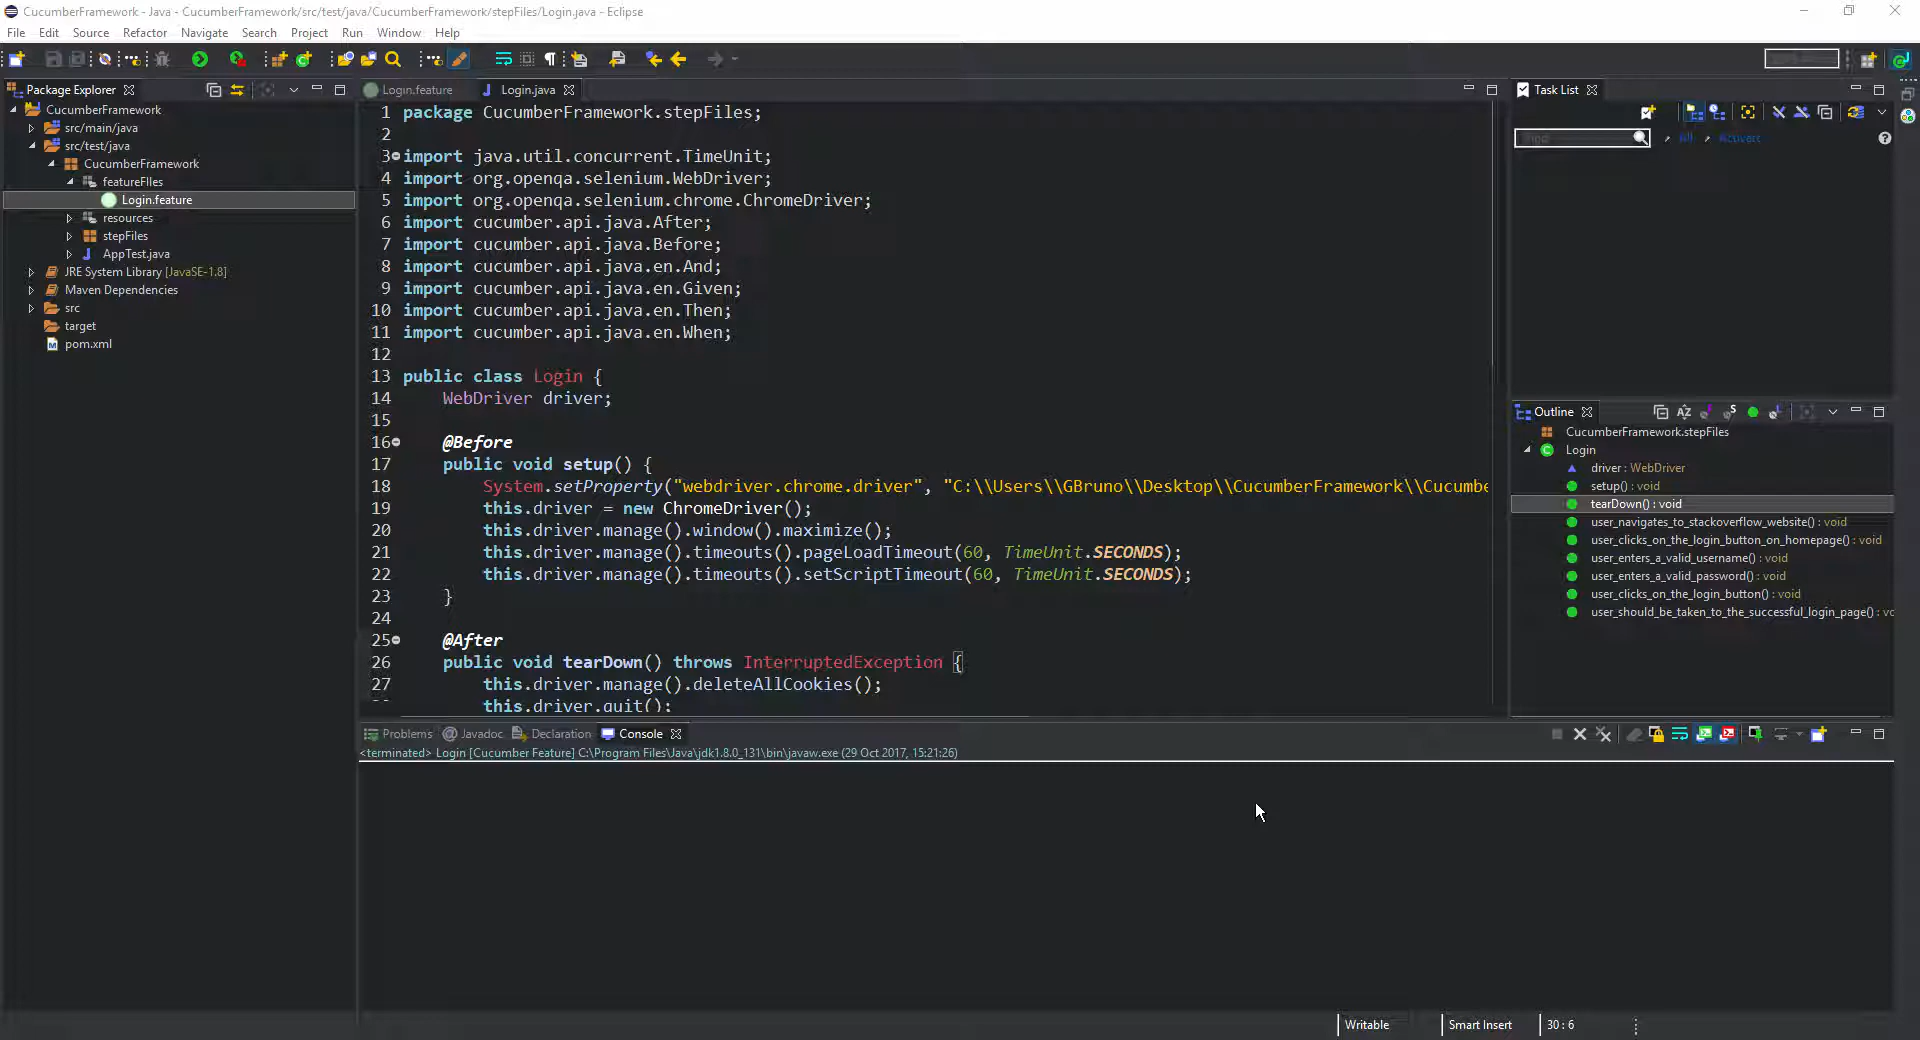 CucumberFramework - Java - CucumberFramework/src/test/java/CucumberFramework/stepFiles/Login.java - Eclipse
File Edit Source Refactor Navigate Search Project Run Window Help
Package Explorer
CucumberFramework
src/main/java
src/test/java
CucumberFramework
featureFIles
Login.feature
resources
stepFiles
AppTest.java
JRE System Library [JavaSE-1.8]
Maven Dependencies
src
target
pom.xml
Login.feature Login.java
1 package CucumberFramework.stepFiles;
2
3 import java.util.concurrent.TimeUnit;
4 import org.openqa.selenium.WebDriver;
5 import org.openqa.selenium.chrome.ChromeDriver;
6 import cucumber.api.java.After;
7 import cucumber.api.java.Before;
8 import cucumber.api.java.en.And;
9 import cucumber.api.java.en.Given;
10 import cucumber.api.java.en.Then;
11 import cucumber.api.java.en.When;
12
13 public class Login {
14 WebDriver driver;
15
16 @Before
17 public void setup() {
18 System.setProperty("webdriver.chrome.driver", "C:\\Users\\GBruno\\Desktop\\CucumberFramework\\Cucumbe
19 this.driver = new ChromeDriver();
20 this.driver.manage().window().maximize();
21 this.driver.manage().timeouts().pageLoadTimeout(60, TimeUnit.SECONDS);
22 this.driver.manage().timeouts().setScriptTimeout(60, TimeUnit.SECONDS);
23 }
24
25 @After
26 public void tearDown() throws InterruptedException {
27 this.driver.manage().deleteAllCookies();
this.driver.quit();
Task List
All Activate...
Outline
CucumberFramework.stepFiles
Login
driver : WebDriver
setup() : void
tearDown() : void
user_navigates_to_stackoverflow_website() : void
user_clicks_on_the_login_button_on_homepage() : void
user_enters_a_valid_username() : void
user_enters_a_valid_password() : void
user_clicks_on_the_login_button() : void
user_should_be_taken_to_the_successful_login_page() : vo
Problems @ Javadoc Declaration Console
<terminated> Login [Cucumber Feature] C:\Program Files\Java\jdk1.8.0_131\bin\javaw.exe (29 Oct 2017, 15:21:26)
Writable Smart Insert 30 : 6